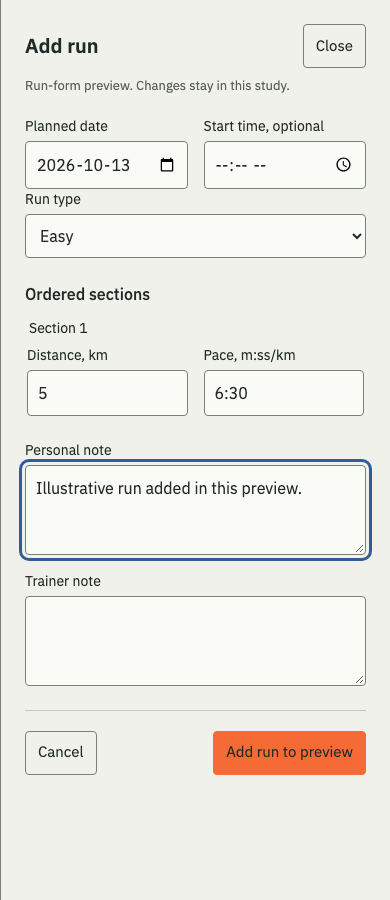 Add run
Close
Run-form preview. Changes stay in this study.
Planned date
Start time, optional
2026-10-13
--:-- --
Run type
Easy
Ordered sections
Section 1
Distance, km
Pace, m:ss/km
5
6:30
Personal note
Illustrative run added in this preview.
Trainer note
Cancel
Add run to preview